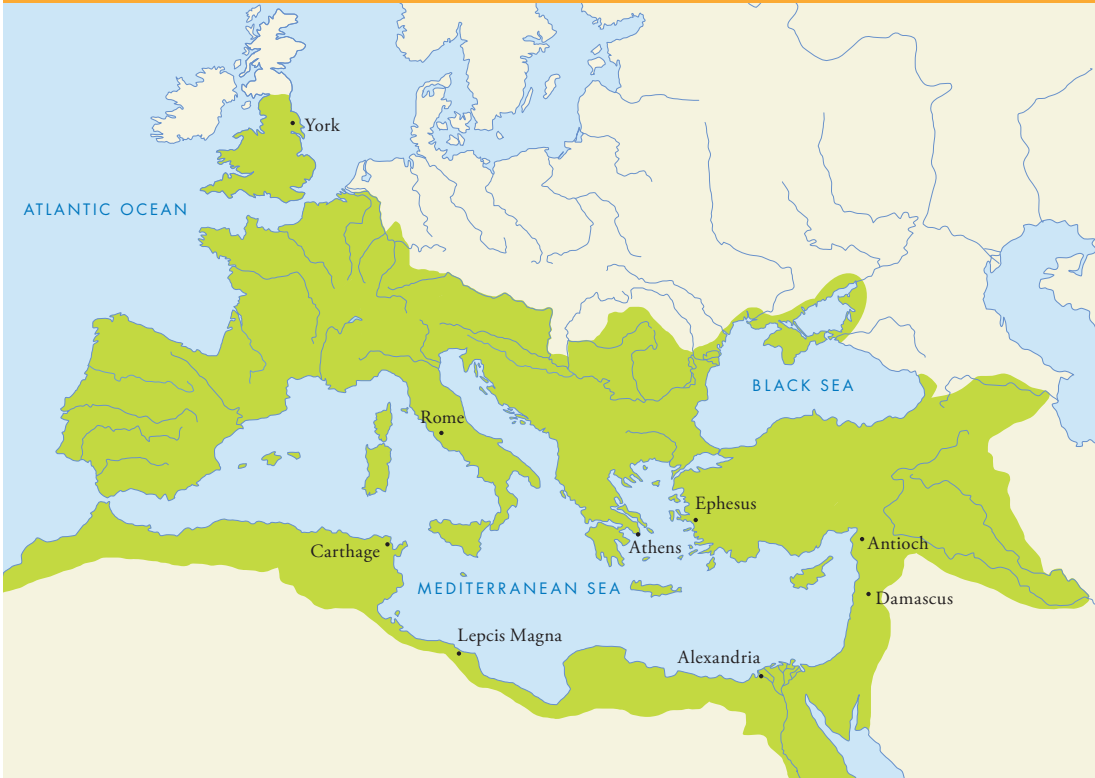 York
ATLANTIC OCEAN
BLACK SEA
Rome
Ephesus
Carthage
Athens
Antioch
MEDITERRANEAN SEA
Damascus
Lepcis Magna
Alexandria